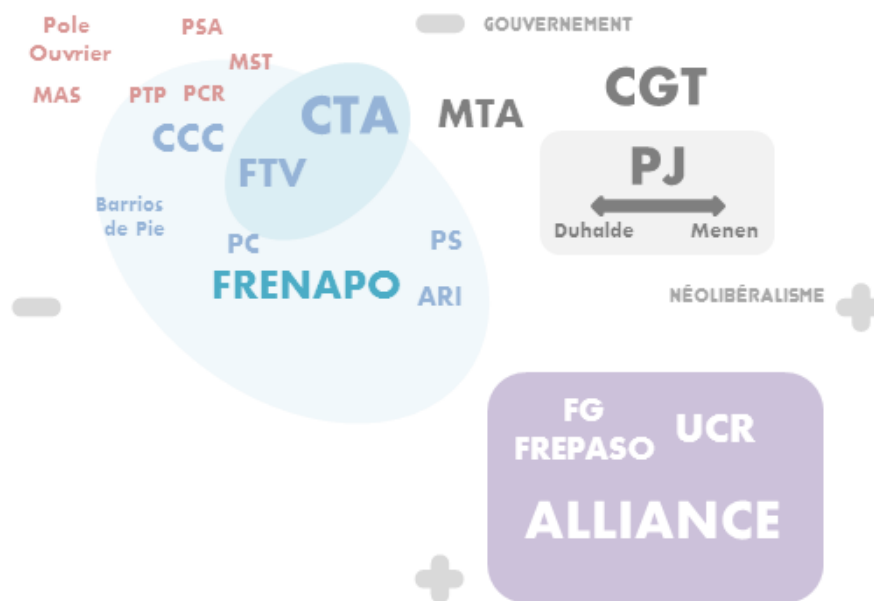 Pole
Ouvrier
PSA
GOUVERNEMENT
MST
MAS
PTP
PCR
CGT
CTA
MTA
CCC
FTV
PJ
Barrios
de Pie
Duhalde
Menen
PC
PS
FRENAPO
ARI
NÉOLIBÉRALISME
FG
FREPASO
UCR
ALLIANCE